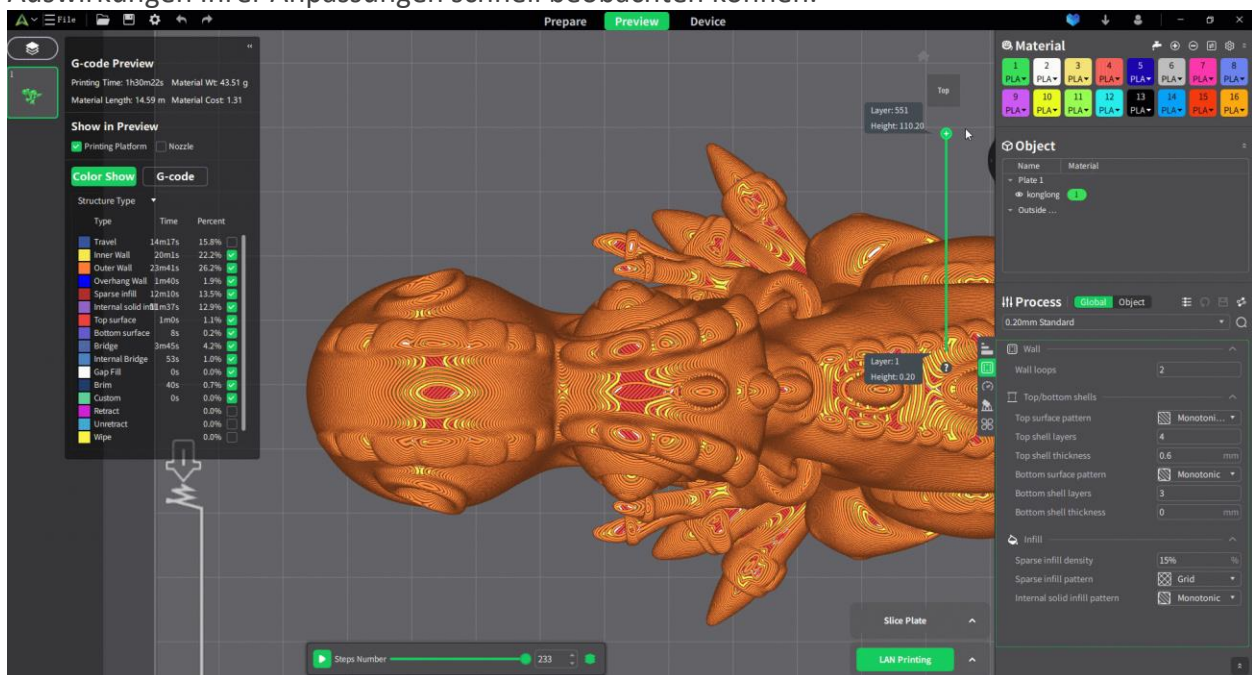 Auswirkungen Ihrer Anpassungen schnell beobachten können.
File
Prepare Preview Device
G-code Preview
Printing Time: 1h30m22s Material Wt: 43.51 g
Material Length: 14.59 m Material Cost: 1.31
Show in Preview
Printing Platform Nozzle
Color Show G-code
Structure Type
Type Time Percent
Travel 14m17s 15.8%
Inner Wall 20m1s 22.2%
Outer Wall 23m41s 26.2%
Overhang Wall 1m40s 1.9%
Sparse infill 12m10s 13.5%
Internal solid infill 11m37s 12.9%
Top surface 1m0s 1.1%
Bottom surface 8s 0.2%
Bridge 3m45s 4.2%
Internal Bridge 53s 1.0%
Gap Fill 0s 0.0%
Brim 40s 0.7%
Custom 0s 0.0%
Retract 0.0%
Unretract 0.0%
Wipe 0.0%
1
Top
Layer: 551
Height: 110.20
Layer: 1
Height: 0.20
?
Steps Number 233
Slice Plate
LAN Printing
Material
1 2 3 4 5 6 7 8
PLA PLA PLA PLA PLA PLA PLA PLA
9 10 11 12 13 14 15 16
PLA PLA PLA PLA PLA PLA PLA PLA
Object
Name Material
Plate 1
konglong 1
Outside ...
Process Global Object
0.20mm Standard
Wall
Wall loops 2
Top/bottom shells
Top surface pattern Monotoni...
Top shell layers 4
Top shell thickness 0.6 mm
Bottom surface pattern Monotonic
Bottom shell layers 3
Bottom shell thickness 0 mm
Infill
Sparse infill density 15% %
Sparse infill pattern Grid
Internal solid infill pattern Monotonic